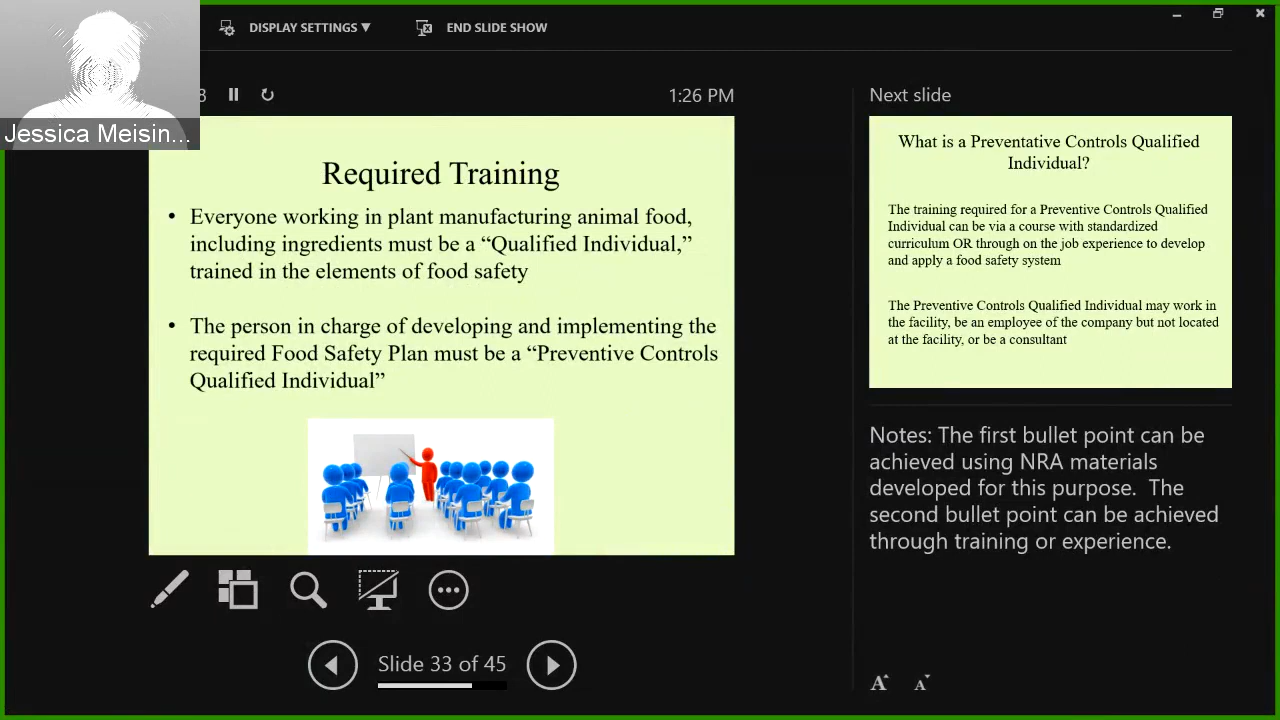 DISPLAY SETTINGS ▼
END SLIDE SHOW
Jessica Meisin...
8
1:26 PM
Required Training
• Everyone working in plant manufacturing animal food,
including ingredients must be a “Qualified Individual,”
trained in the elements of food safety
• The person in charge of developing and implementing the
required Food Safety Plan must be a “Preventive Controls
Qualified Individual”
Slide 33 of 45
Next slide
What is a Preventative Controls Qualified
Individual?
The training required for a Preventive Controls Qualified
Individual can be via a course with standardized
curriculum OR through on the job experience to develop
and apply a food safety system
The Preventive Controls Qualified Individual may work in
the facility, be an employee of the company but not located
at the facility, or be a consultant
Notes: The first bullet point can be
achieved using NRA materials
developed for this purpose.  The
second bullet point can be achieved
through training or experience.
A A